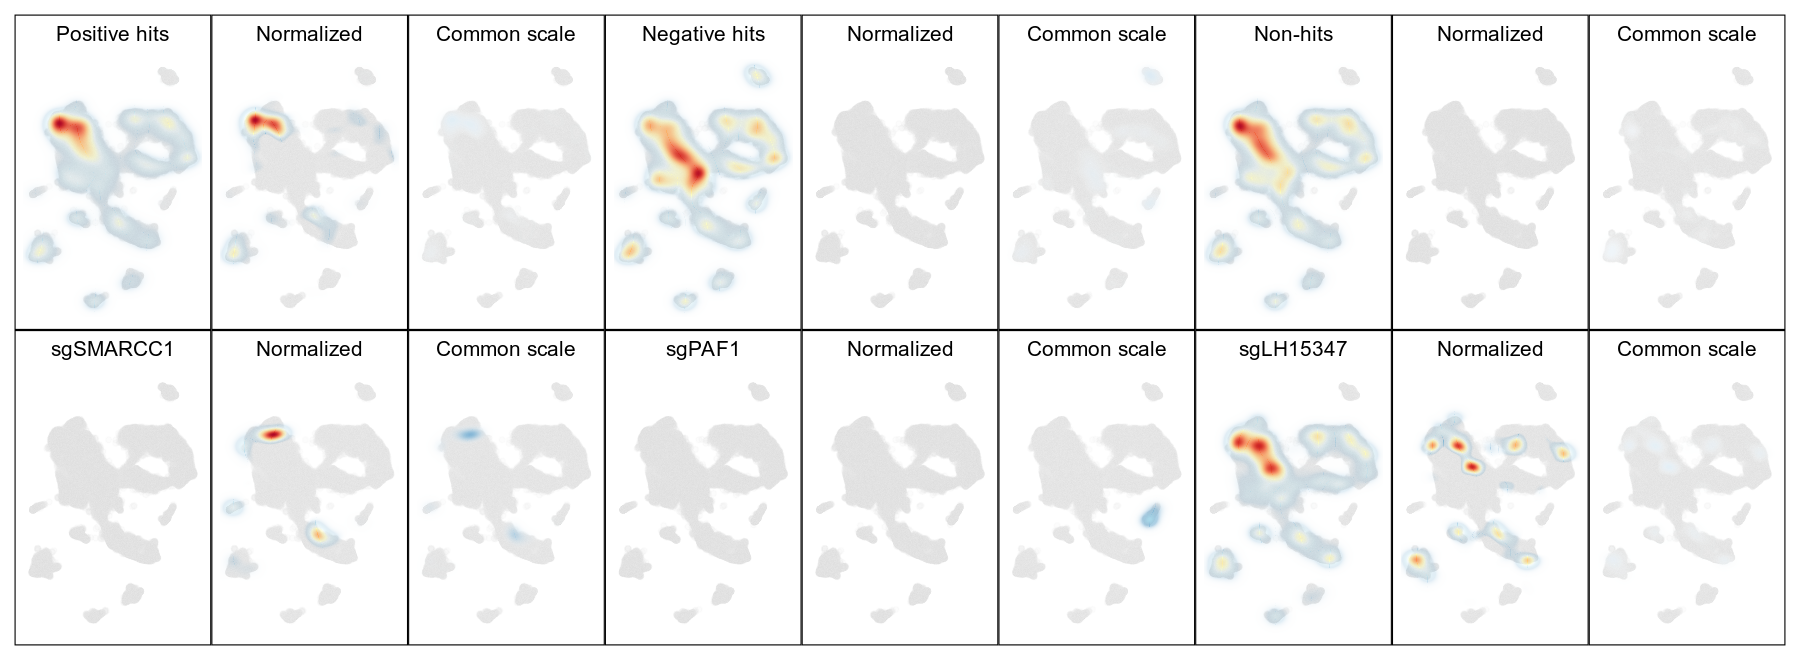 Positive hits Normalized Common scale Negative hits Normalized Common scale Non-hits Normalized Common scale
sgSMARCC1 Normalized Common scale sgPAF1 Normalized Common scale sgLH15347 Normalized Common scale